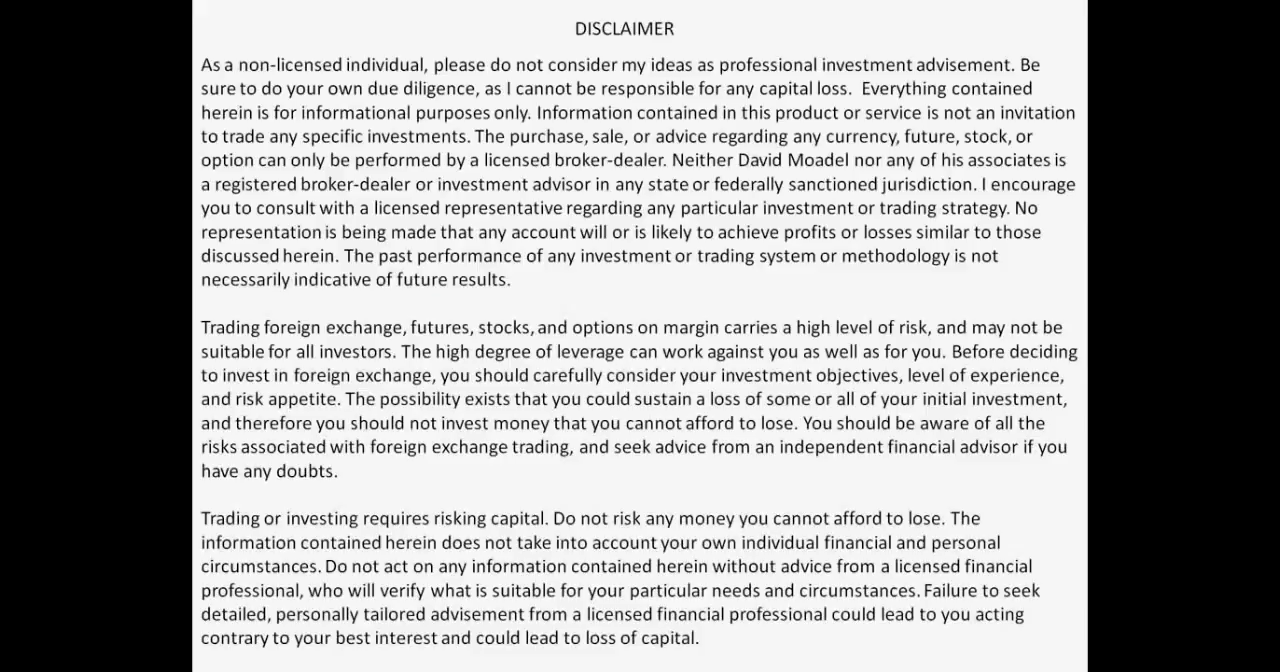 DISCLAIMER
As a non-licensed individual, please do not consider my ideas as professional investment advisement. Be
sure to do your own due diligence, as I cannot be responsible for any capital loss.  Everything contained
herein is for informational purposes only. Information contained in this product or service is not an invitation
to trade any specific investments. The purchase, sale, or advice regarding any currency, future, stock, or
option can only be performed by a licensed broker-dealer. Neither David Moadel nor any of his associates is
a registered broker-dealer or investment advisor in any state or federally sanctioned jurisdiction. I encourage
you to consult with a licensed representative regarding any particular investment or trading strategy. No
representation is being made that any account will or is likely to achieve profits or losses similar to those
discussed herein. The past performance of any investment or trading system or methodology is not
necessarily indicative of future results.
Trading foreign exchange, futures, stocks, and options on margin carries a high level of risk, and may not be
suitable for all investors. The high degree of leverage can work against you as well as for you. Before deciding
to invest in foreign exchange, you should carefully consider your investment objectives, level of experience,
and risk appetite. The possibility exists that you could sustain a loss of some or all of your initial investment,
and therefore you should not invest money that you cannot afford to lose. You should be aware of all the
risks associated with foreign exchange trading, and seek advice from an independent financial advisor if you
have any doubts.
Trading or investing requires risking capital. Do not risk any money you cannot afford to lose. The
information contained herein does not take into account your own individual financial and personal
circumstances. Do not act on any information contained herein without advice from a licensed financial
professional, who will verify what is suitable for your particular needs and circumstances. Failure to seek
detailed, personally tailored advisement from a licensed financial professional could lead to you acting
contrary to your best interest and could lead to loss of capital.